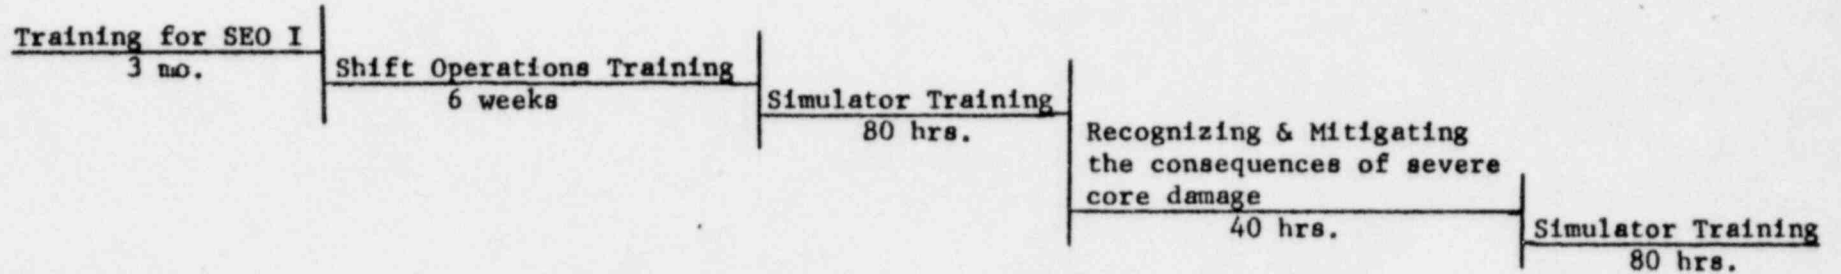 Training for SEO I
3 mo.
Shift Operations Training
6 weeks
Simulator Training
80 hrs.
Recognizing & Mitigating
the consequences of severe
core damage
40 hrs.
Simulator Training
80 hrs.